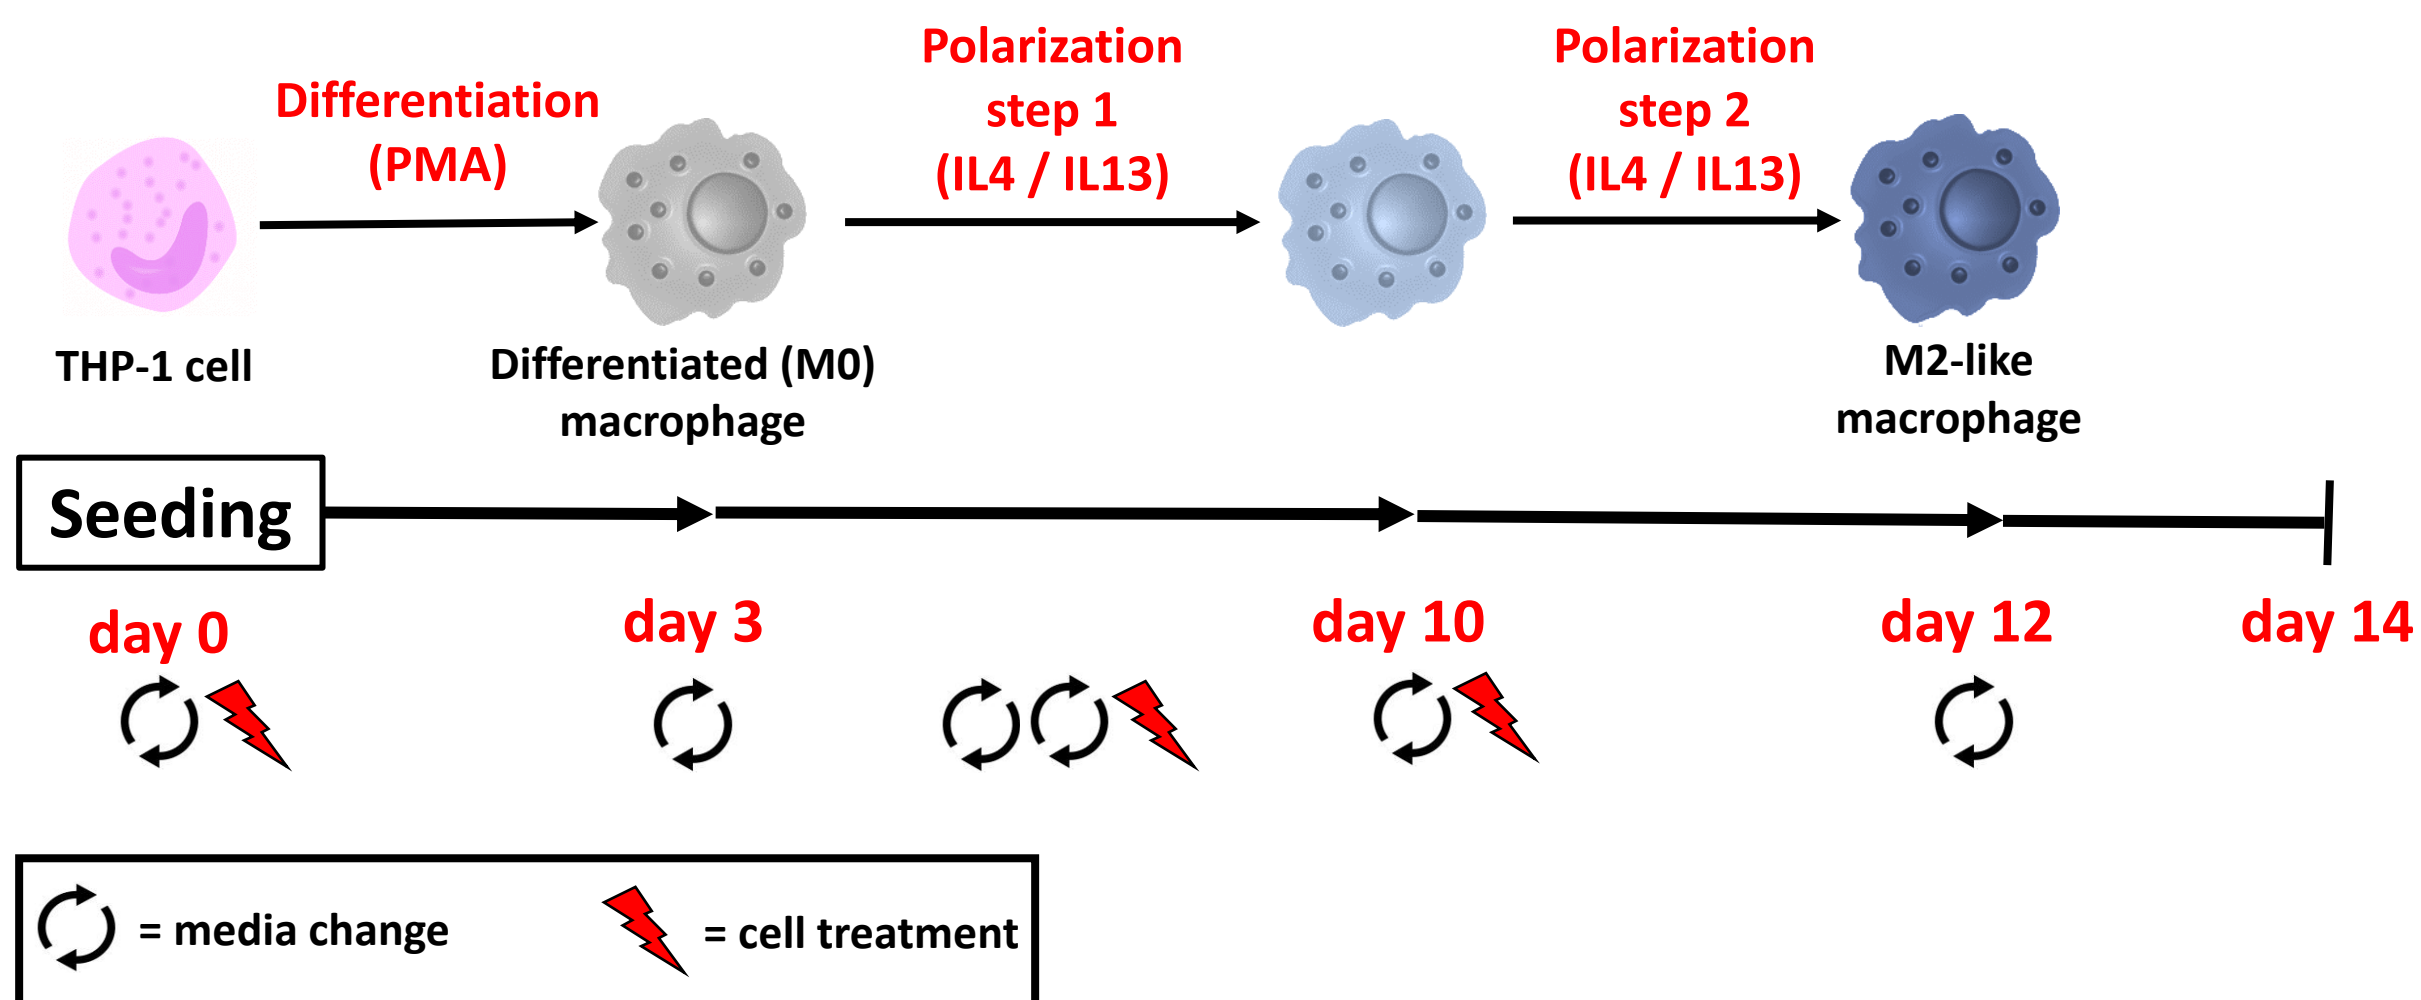 Differentiation
(PMA)
Polarization
step 1
(IL4 / IL13)
Polarization
step 2
(IL4 / IL13)
THP-1 cell
Differentiated (M0)
macrophage
M2-like
macrophage
Seeding
day 0
day 3
day 10
day 12
day 14
= media change
= cell treatment